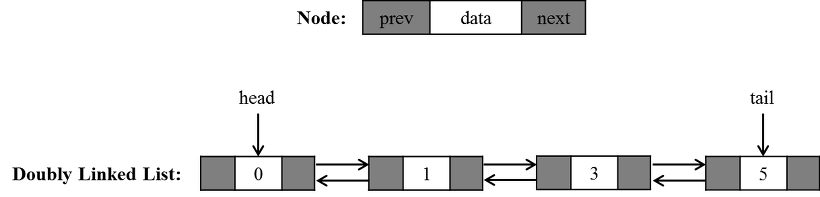 Node: prev data next
head tail
Doubly Linked List: 0 1 3 5